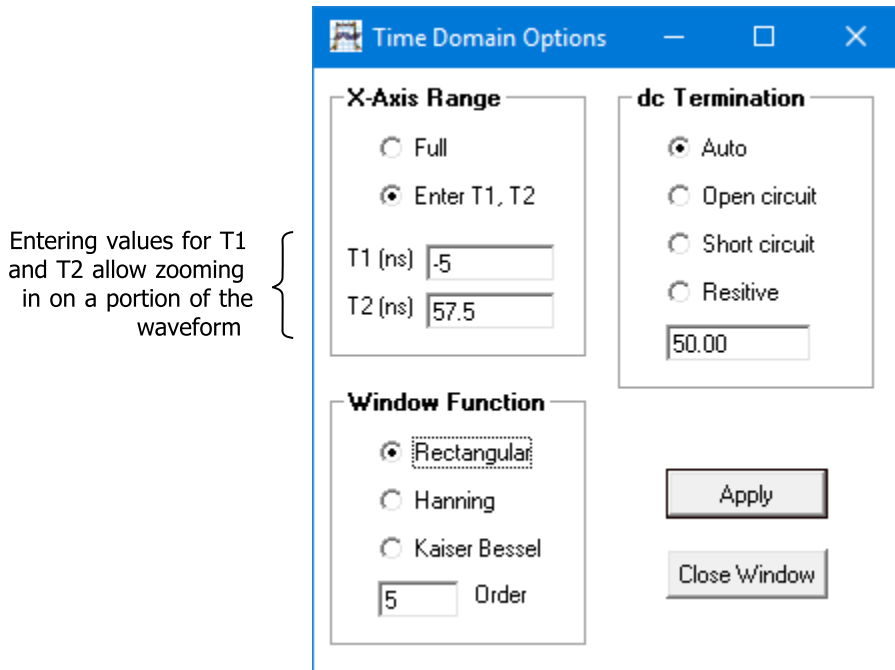 Time Domain Options
X-Axis Range
Full
Enter T1, T2
T1 (ns) -5
T2 (ns) 57.5
Entering values for T1
and T2 allow zooming
in on a portion of the
waveform
dc Termination
Auto
Open circuit
Short circuit
Resitive
50.00
Window Function
Rectangular
Hanning
Kaiser Bessel
5 Order
Apply
Close Window